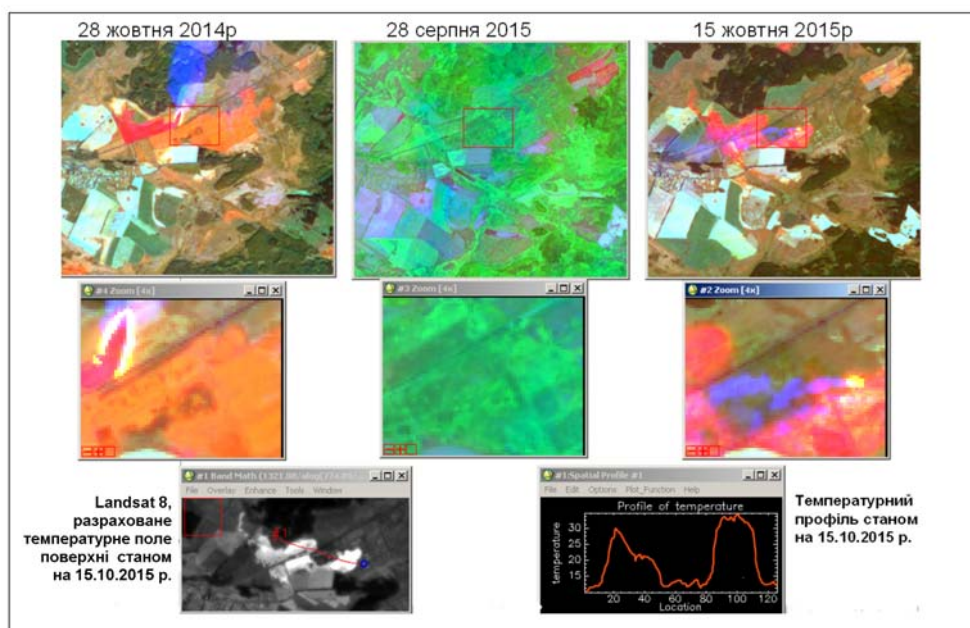 28 жовтня 2014р
28 серпня 2015
15 жовтня 2015р
#4 Zoom [4x]
#3 Zoom [4x]
#2 Zoom [4x]
Landsat 8,
разраховане
температурне поле
поверхні станом
на 15.10.2015 р.
#1 Band Math
File Overlay Enhance Tools Window
#1:Spatial Profile #1
File Edit Options Plot_Function Help
Profile of temperature
temperature
30
25
20
15
20 40 60 80 100 120
Location
Температурний
профіль станом
на 15.10.2015 р.